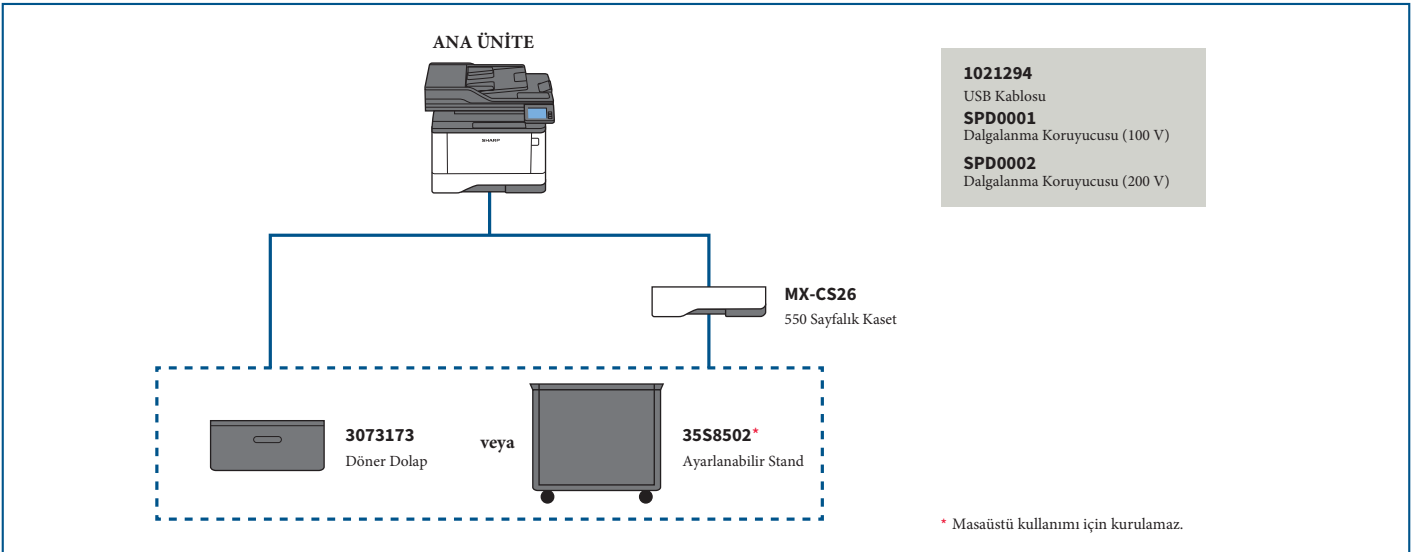 ANA ÜNİTE
SHARP
1021294
USB Kablosu
SPD0001
Dalgalanma Koruyucusu (100 V)
SPD0002
Dalgalanma Koruyucusu (200 V)
MX-CS26
550 Sayfalık Kaset
3073173
Döner Dolap
veya
35S8502*
Ayarlanabilir Stand
* Masaüstü kullanımı için kurulamaz.